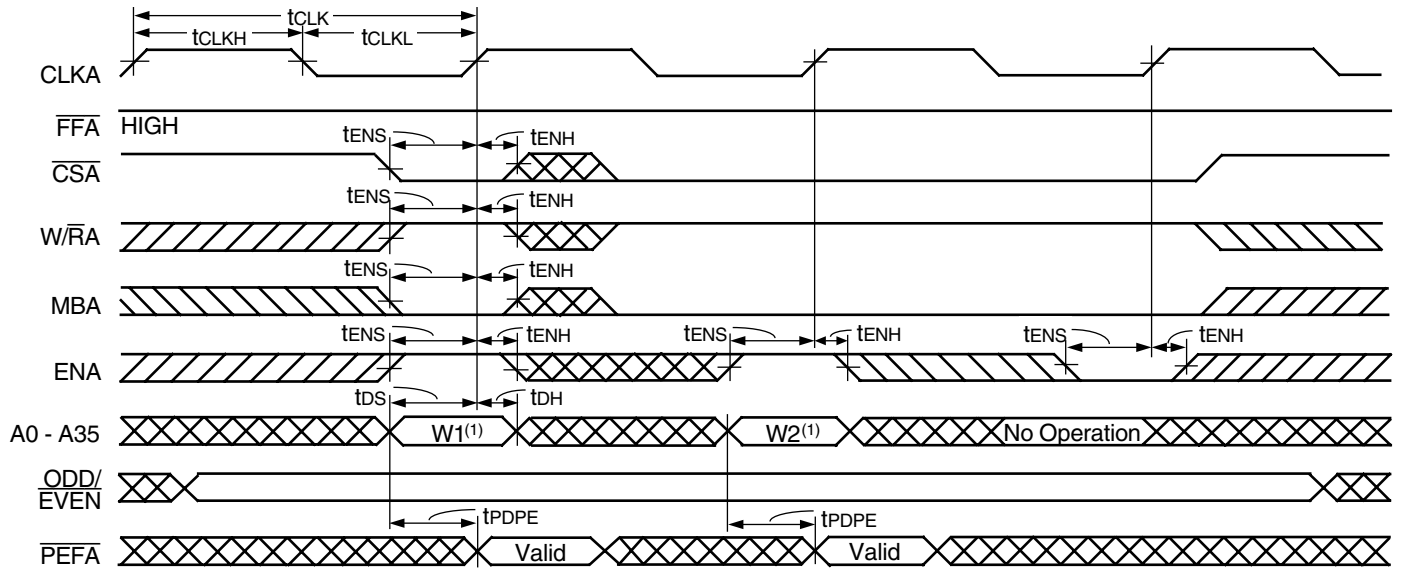 tCLK
tCLKH tCLKL
CLKA
FFA HIGH
tENS tENH
CSA
tENS tENH
W/RA
tENS tENH
MBA
tENS tENH tENS tENH tENS tENH
ENA
tDS tDH
A0 - A35 W1(1) W2(1) No Operation
ODD/
EVEN
tPDPE tPDPE
PEFA Valid Valid